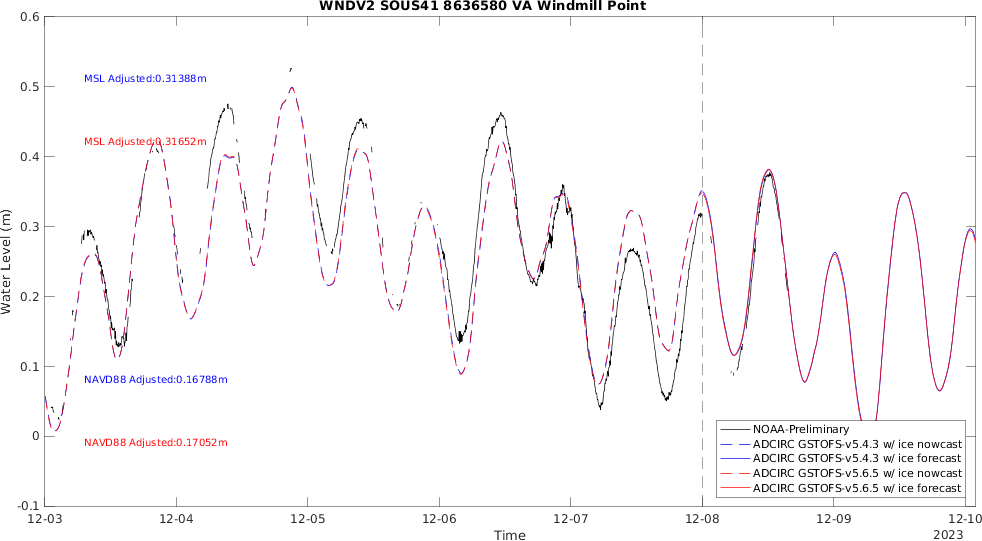 WNDV2 SOUS41 8636580 VA Windmill Point
0.6
0.5
0.4
0.3
0.2
0.1
0
-0.1
Water Level (m)
MSL Adjusted:0.31388m
MSL Adjusted:0.31652m
NAVD88 Adjusted:0.16788m
NAVD88 Adjusted:0.17052m
NOAA-Preliminary
ADCIRC GSTOFS-v5.4.3 w/ ice nowcast
ADCIRC GSTOFS-v5.4.3 w/ ice forecast
ADCIRC GSTOFS-v5.6.5 w/ ice nowcast
ADCIRC GSTOFS-v5.6.5 w/ ice forecast
12-03 12-04 12-05 12-06 12-07 12-08 12-09 12-10
Time
2023